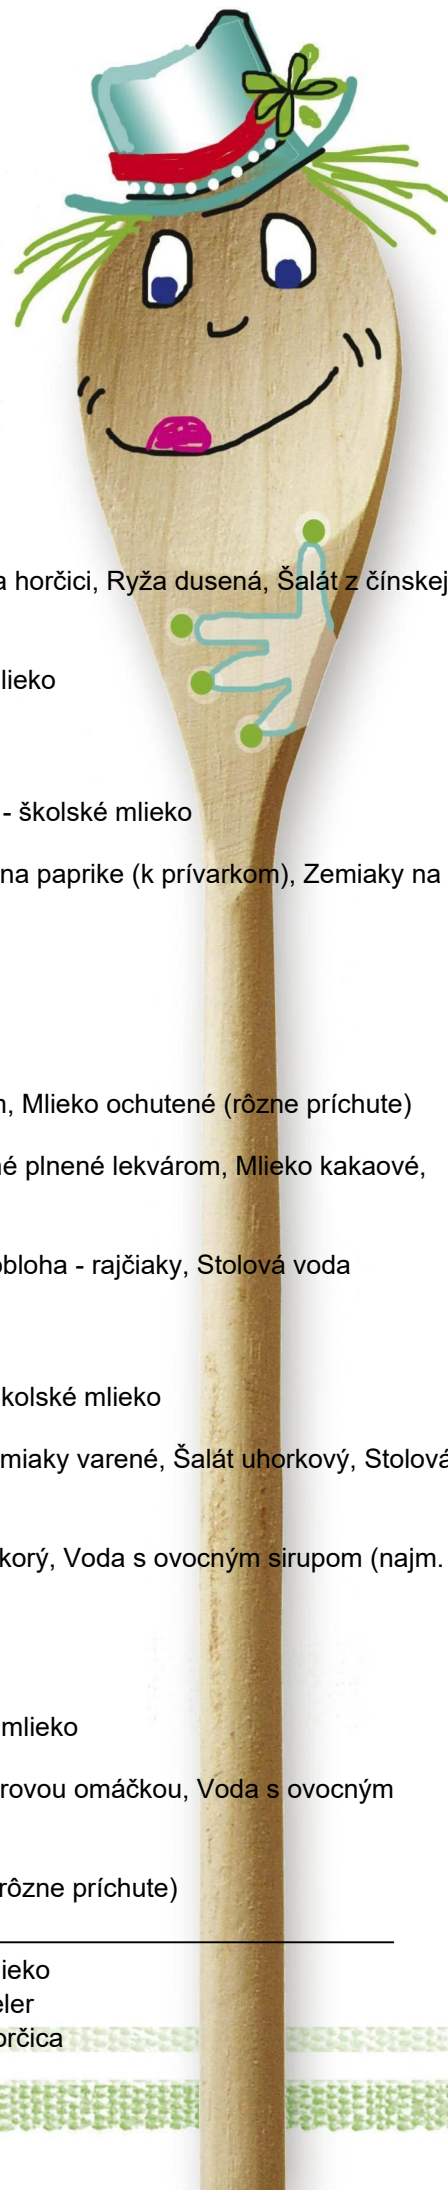 a horčici, Ryža dusená, Šalát z čínskej
lieko
- školské mlieko
na paprike (k prívarkom), Zemiaky na
m, Mlieko ochutené (rôzne príchute)
né plnené lekvárom, Mlieko kakaové,
obloha - rajčiaky, Stolová voda
školské mlieko
miaky varené, Šalát uhorkový, Stolová
korý, Voda s ovocným sirupom (najm.
mlieko
rovou omáčkou, Voda s ovocným
rôzne príchute)
lieko
eler
orčica